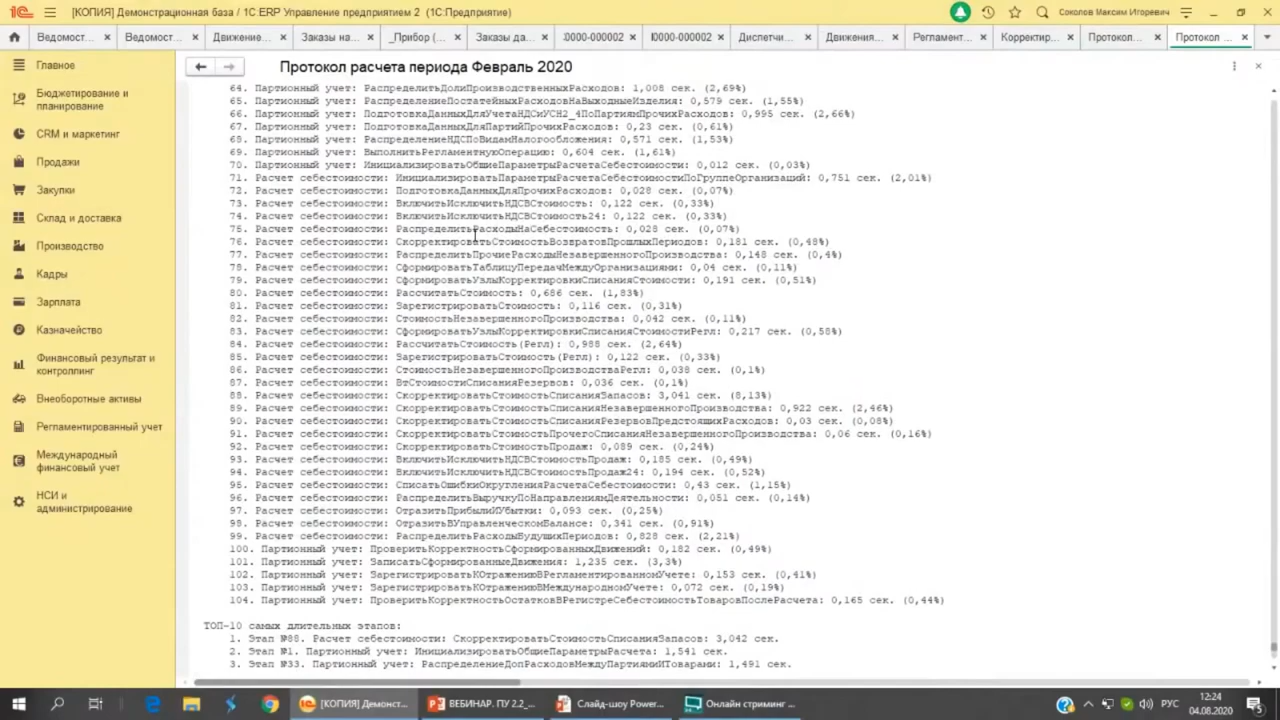 [КОПИЯ] Демонстрационная база / 1С:ERP Управление предприятием 2 (1С:Предприятие)
Соколов Максим Игоревич
Ведомост...
Ведомост...
Движение...
Заказы на...
_Прибор (...
Заказы да...
.0000-000002
I0000-000002
Диспетчи...
Движения...
Регламент...
Корректир...
Протокол...
Протокол ...
Главное
Бюджетирование и
планирование
CRM и маркетинг
Продажи
Закупки
Склад и доставка
Производство
Кадры
Зарплата
Казначейство
Финансовый результат и
контроллинг
Внеоборотные активы
Регламентированный учет
Международный
финансовый учет
НСИ и
администрирование
Протокол расчета периода Февраль 2020
64. Партионный учет: РаспределитьДолиПроизводственныхРасходов: 1,008 сек. (2,69%)
65. Партионный учет: РаспределениеПостатейныхРасходовНаВыходныеИзделия: 0,579 сек. (1,55%)
66. Партионный учет: ПодготовкаДанныхДляУчетаНДСиУСН2_4ПоПартиямПрочихРасходов: 0,995 сек. (2,66%)
67. Партионный учет: ПодготовкаДанныхДляПартийПрочихРасходов: 0,23 сек. (0,61%)
68. Партионный учет: РаспределениеНДСПоВидамНалогообложения: 0,571 сек. (1,53%)
69. Партионный учет: ВыполнитьРегламентнуюОперацию: 0,604 сек. (1,61%)
70. Партионный учет: ИнициализироватьОбщиеПараметрыРасчетаСебестоимости: 0,012 сек. (0,03%)
71. Расчет себестоимости: ИнициализироватьПараметрыРасчетаСебестоимостиПоГруппеОрганизаций: 0,751 сек. (2,01%)
72. Расчет себестоимости: ПодготовкаДанныхДляПрочихРасходов: 0,028 сек. (0,07%)
73. Расчет себестоимости: ВключитьИсключитьНДСВСтоимость: 0,122 сек. (0,33%)
74. Расчет себестоимости: ВключитьИсключитьНДСВСтоимость24: 0,122 сек. (0,33%)
75. Расчет себестоимости: РаспределитьРасходыНаСебестоимость: 0,028 сек. (0,07%)
76. Расчет себестоимости: СкорректироватьСтоимостьВозвратовПрошлыхПериодов: 0,181 сек. (0,48%)
77. Расчет себестоимости: РаспределитьПрочиеРасходыНезавершенногоПроизводства: 0,148 сек. (0,4%)
78. Расчет себестоимости: СформироватьТаблицуПередачМеждуОрганизациями: 0,04 сек. (0,11%)
79. Расчет себестоимости: СформироватьУзлыКорректировкиСписанияСтоимости: 0,191 сек. (0,51%)
80. Расчет себестоимости: РассчитатьСтоимость: 0,686 сек. (1,83%)
81. Расчет себестоимости: ЗарегистрироватьСтоимость: 0,116 сек. (0,31%)
82. Расчет себестоимости: СтоимостьНезавершенногоПроизводства: 0,042 сек. (0,11%)
83. Расчет себестоимости: СформироватьУзлыКорректировкиСписанияСтоимостиРегл: 0,217 сек. (0,58%)
84. Расчет себестоимости: РассчитатьСтоимость(Регл): 0,988 сек. (2,64%)
85. Расчет себестоимости: ЗарегистрироватьСтоимость(Регл): 0,122 сек. (0,33%)
86. Расчет себестоимости: СтоимостьНезавершенногоПроизводстваРегл: 0,038 сек. (0,1%)
87. Расчет себестоимости: ВтСтоимостиСписанияРезервов: 0,036 сек. (0,1%)
88. Расчет себестоимости: СкорректироватьСтоимостьСписанияЗапасов: 3,041 сек. (8,13%)
89. Расчет себестоимости: СкорректироватьСтоимостьСписанияНезавершенногоПроизводства: 0,922 сек. (2,46%)
90. Расчет себестоимости: СкорректироватьСтоимостьСписанияРезервовПредстоящихРасходов: 0,03 сек. (0,08%)
91. Расчет себестоимости: СкорректироватьСтоимостьПрочегоСписанияНезавершенногоПроизводства: 0,06 сек. (0,16%)
92. Расчет себестоимости: СкорректироватьСтоимостьПродаж: 0,089 сек. (0,24%)
93. Расчет себестоимости: ВключитьИсключитьНДСВСтоимостьПродаж: 0,185 сек. (0,49%)
94. Расчет себестоимости: ВключитьИсключитьНДСВСтоимостьПродаж24: 0,194 сек. (0,52%)
95. Расчет себестоимости: СписатьОшибкиОкругленияРасчетаСебестоимости: 0,43 сек. (1,15%)
96. Расчет себестоимости: РаспределитьВыручкуПоНаправлениямДеятельности: 0,051 сек. (0,14%)
97. Расчет себестоимости: ОтразитьПрибылиИУбытки: 0,093 сек. (0,25%)
98. Расчет себестоимости: ОтразитьВУправленческомБалансе: 0,341 сек. (0,91%)
99. Расчет себестоимости: РаспределитьРасходыБудущихПериодов: 0,828 сек. (2,21%)
100. Партионный учет: ПроверитьКорректностьСформированныхДвижений: 0,182 сек. (0,49%)
101. Партионный учет: ЗаписатьСформированныеДвижения: 1,235 сек. (3,3%)
102. Партионный учет: ЗарегистрироватьКОтражениюВРегламентированномУчете: 0,153 сек. (0,41%)
103. Партионный учет: ЗарегистрироватьКОтражениюВМеждународномУчете: 0,072 сек. (0,19%)
104. Партионный учет: ПроверитьКорректностьОстатковВРегистреСебестоимостьТоваровПослеРасчета: 0,165 сек. (0,44%)
ТОП-10 самых длительных этапов:
1. Этап №88. Расчет себестоимости: СкорректироватьСтоимостьСписанияЗапасов: 3,042 сек.
2. Этап №1. Партионный учет: ИнициализироватьОбщиеПараметрыРасчета: 1,541 сек.
3. Этап №33. Партионный учет: РаспределениеДопРасходовМеждуПартиямиИТоварами: 1,491 сек.
[КОПИЯ] Демонст...
ВЕБИНАР. ПУ 2.2_...
Слайд-шоу Power...
Онлайн стриминг ...
РУС
12:24
04.08.2020
5